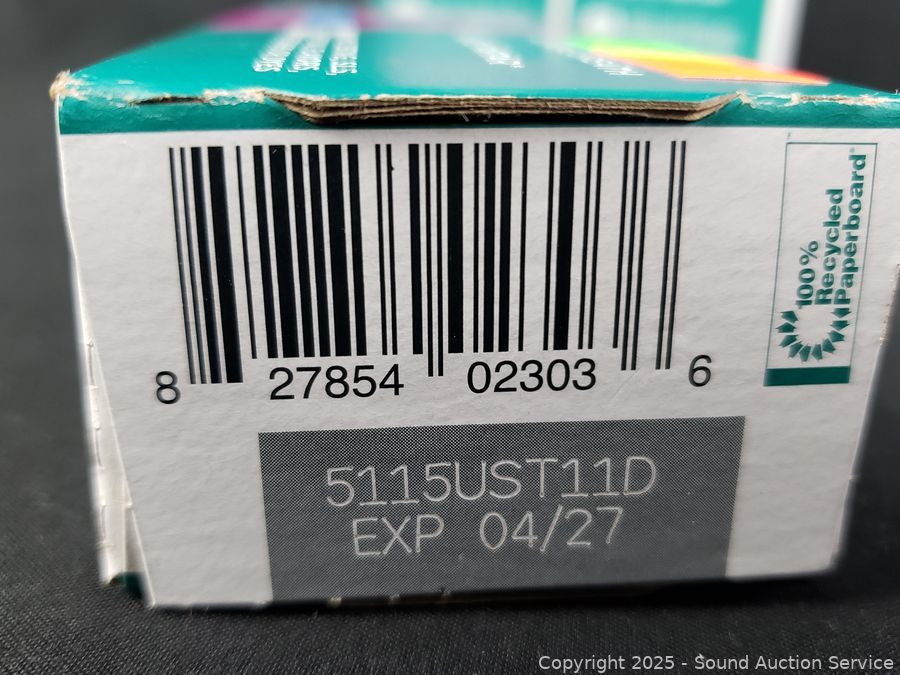 8 27854 02303 6
100%
Recycled
Paperboard
5115UST11D
EXP 04/27
Copyright 2025 - Sound Auction Service